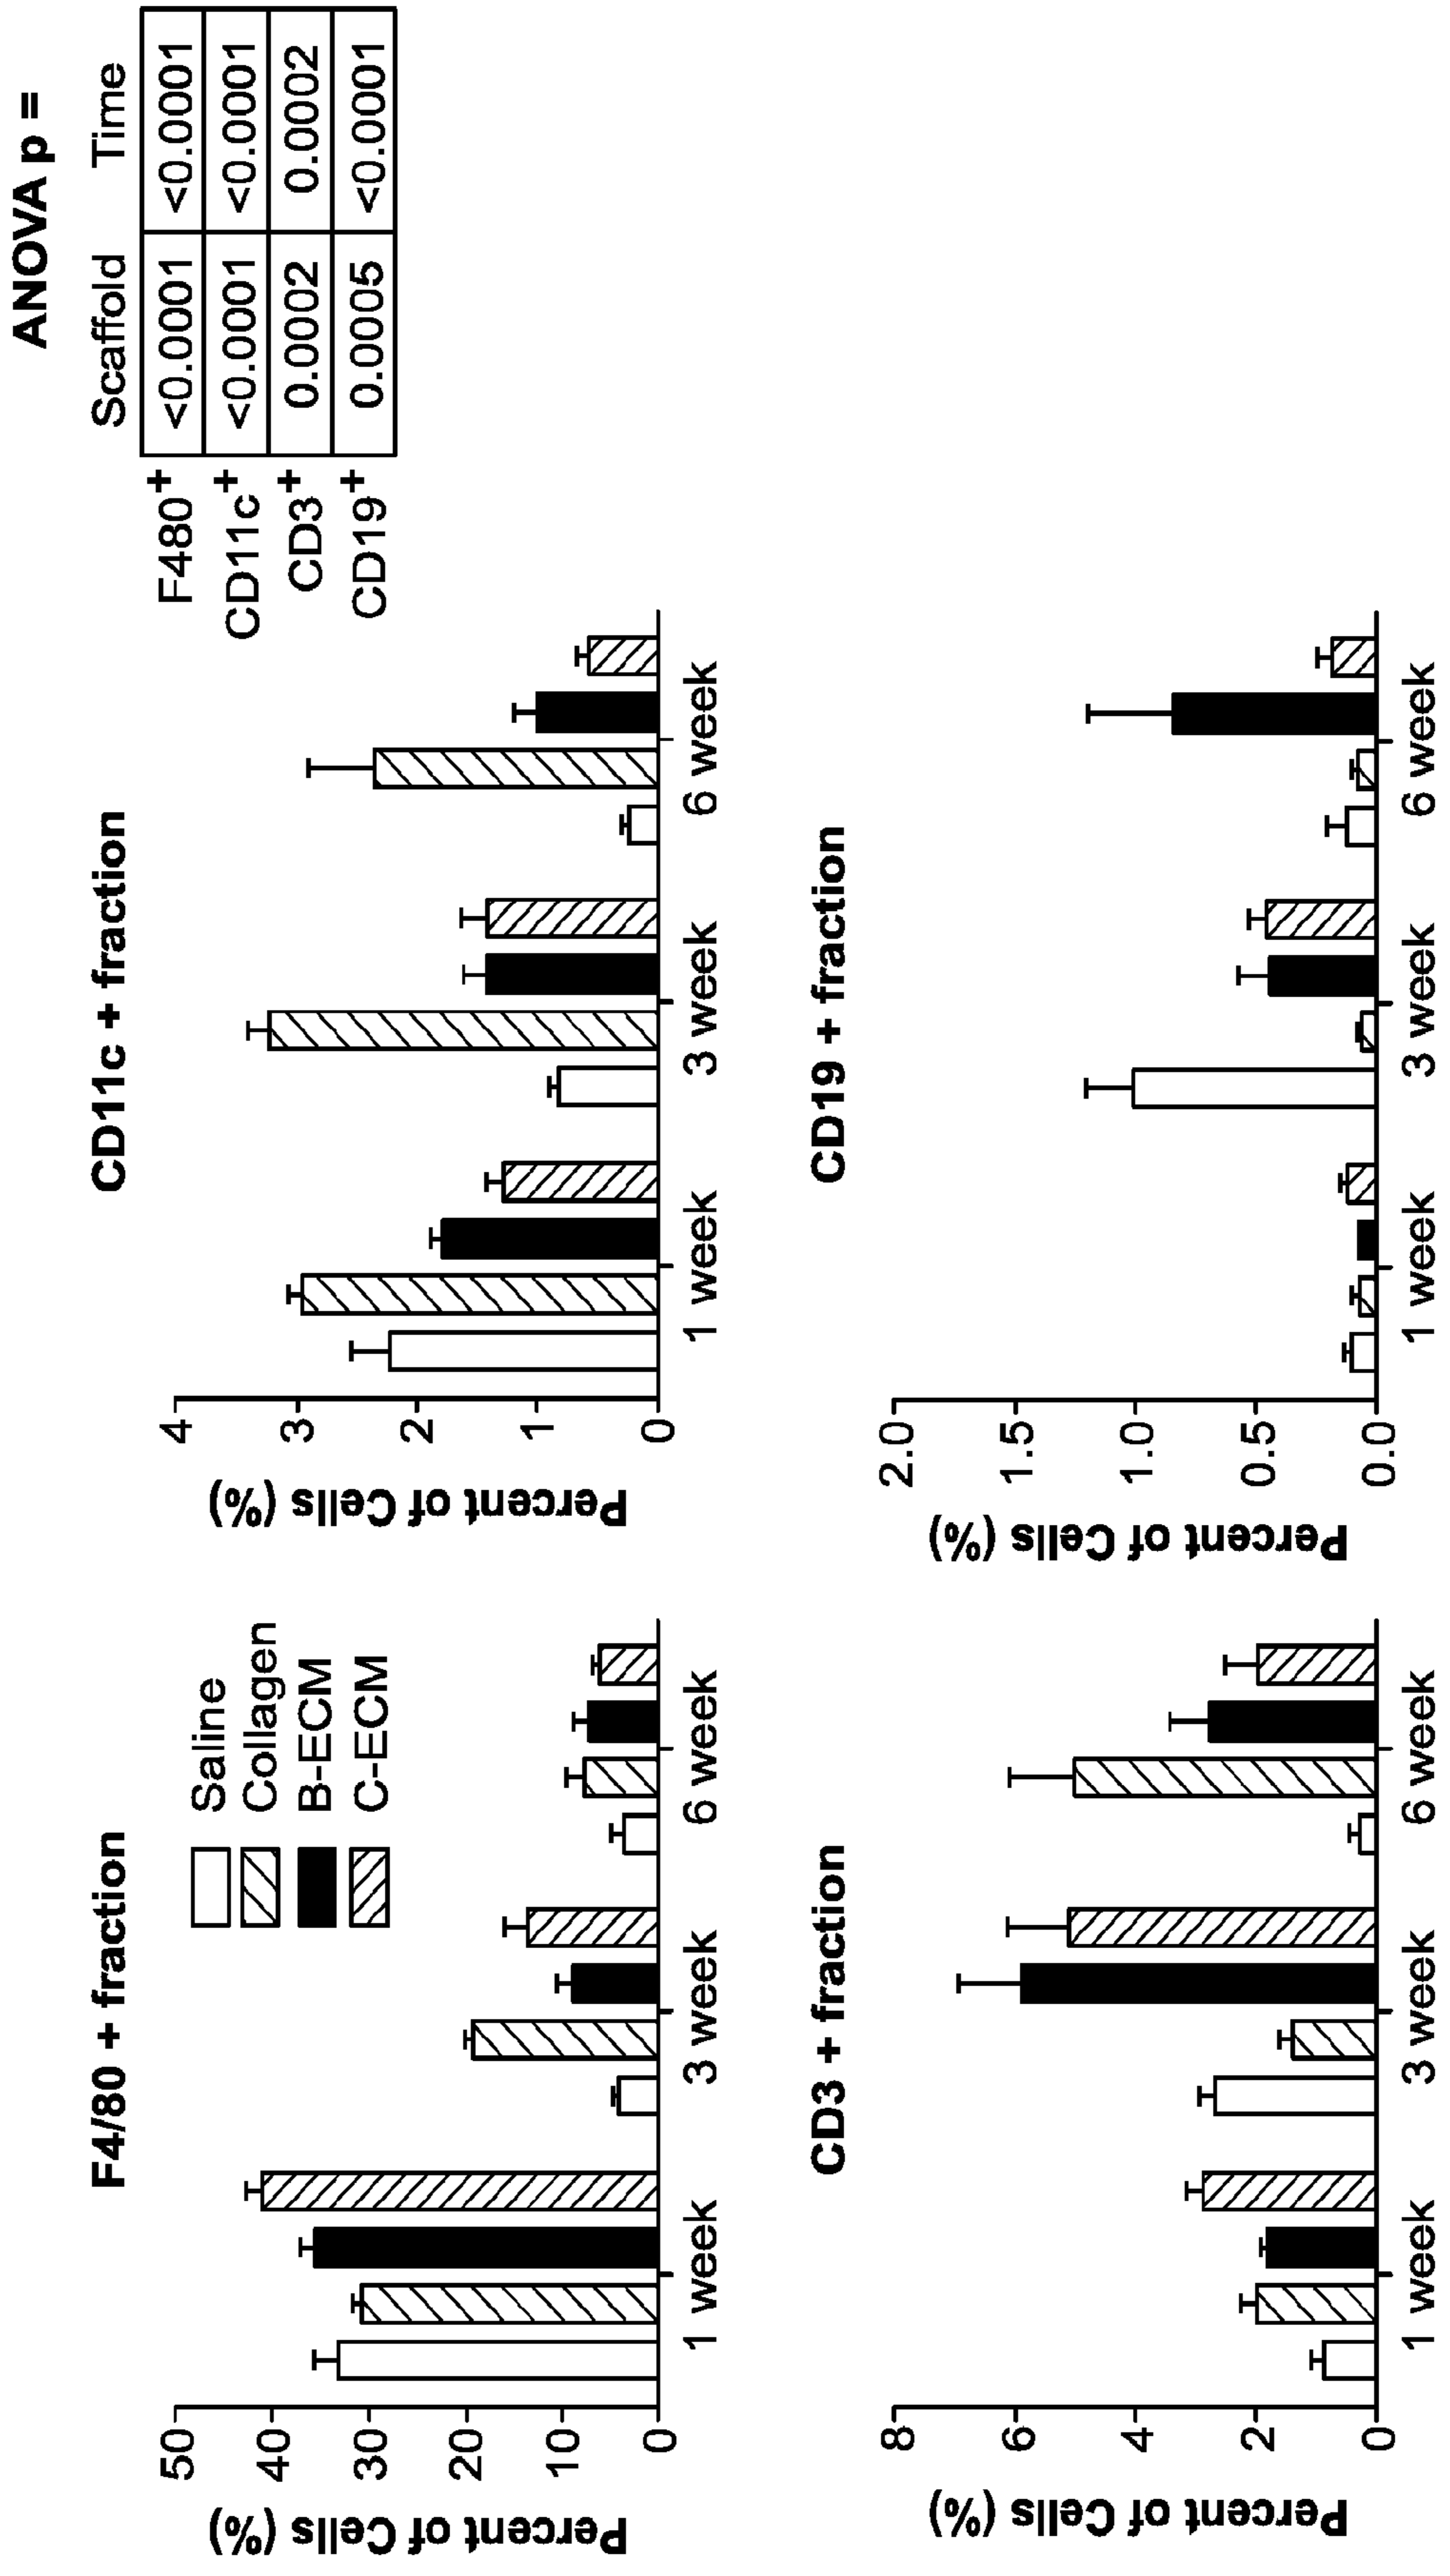 F4/80 + fraction
Percent of Cells (%)
50
40
30
20
10
0
Saline
Collagen
B-ECM
C-ECM
1 week
3 week
6 week
CD11c + fraction
Percent of Cells (%)
4
3
2
1
0
1 week
3 week
6 week
ANOVA p =
Scaffold Time
F480+ <0.0001 <0.0001
CD11c+ <0.0001 <0.0001
CD3+ 0.0002 0.0002
CD19+ 0.0005 <0.0001
CD3 + fraction
Percent of Cells (%)
8
6
4
2
0
1 week
3 week
6 week
CD19 + fraction
Percent of Cells (%)
2.0
1.5
1.0
0.5
0.0
1 week
3 week
6 week